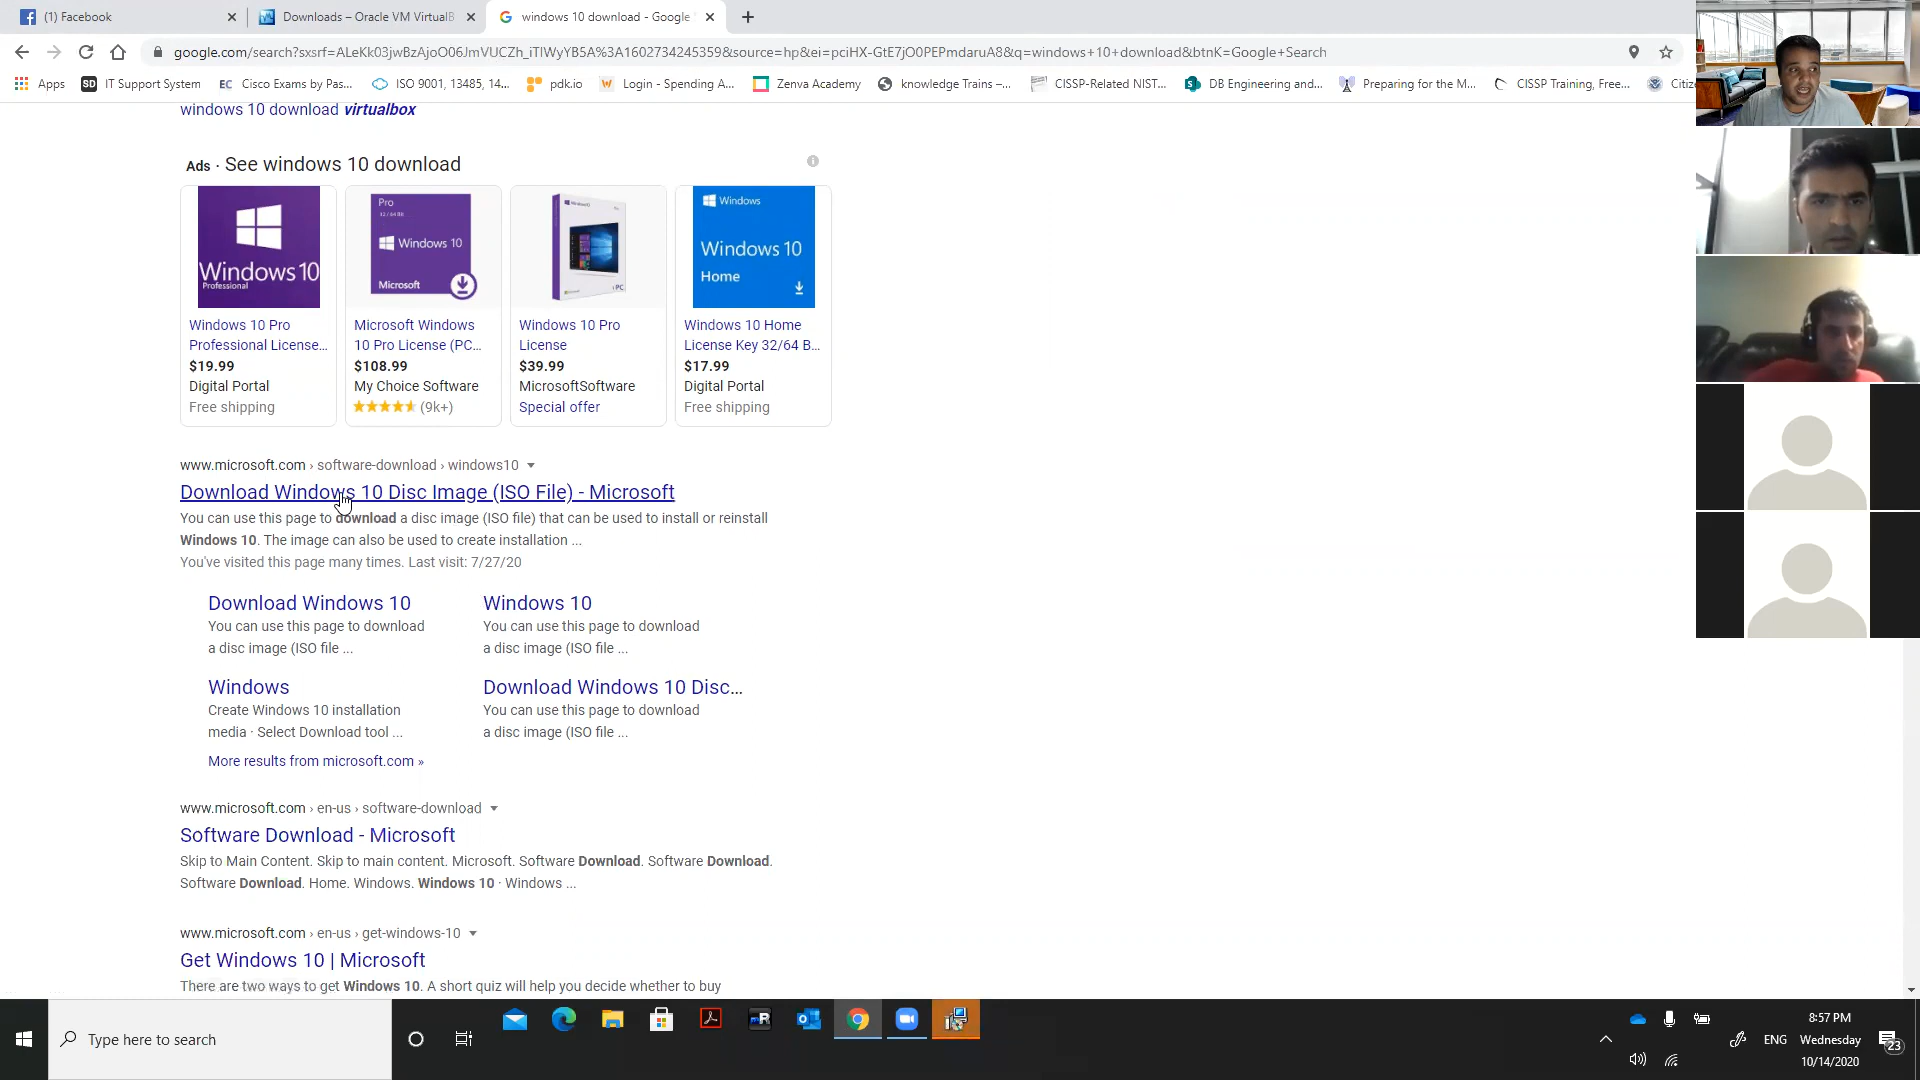 (1) Facebook
Downloads – Oracle VM VirtualB
windows 10 download - Google
google.com/search?sxsrf=ALeKk03jwBzAjoO06JmVUCZh_iTIWyYB5A%3A1602734245359&source=hp&ei=pciHX-GtE7jO0PEPmdaruA8&q=windows+10+download&btnK=Google+Search
Apps
SD IT Support System
EC Cisco Exams by Pas...
ISO 9001, 13485, 14...
pdk.io
W Login - Spending A...
Zenva Academy
knowledge Trains –...
CISSP-Related NIST...
DB Engineering and...
Preparing for the M...
CISSP Training, Free...
Citiz
windows 10 download virtualbox
Ads · See windows 10 download
Windows 10
Professional
Pro
32 / 64 Bit
Windows 10
Microsoft
PC
Windows
Windows 10
Home
Windows 10 Pro
Professional License...
$19.99
Digital Portal
Free shipping
Microsoft Windows
10 Pro License (PC...
$108.99
My Choice Software
(9k+)
Windows 10 Pro
License
$39.99
MicrosoftSoftware
Special offer
Windows 10 Home
License Key 32/64 B...
$17.99
Digital Portal
Free shipping
www.microsoft.com › software-download › windows10
Download Windows 10 Disc Image (ISO File) - Microsoft
You can use this page to download a disc image (ISO file) that can be used to install or reinstall
Windows 10. The image can also be used to create installation ...
You've visited this page many times. Last visit: 7/27/20
Download Windows 10
You can use this page to download
a disc image (ISO file ...
Windows 10
You can use this page to download
a disc image (ISO file ...
Windows
Create Windows 10 installation
media · Select Download tool ...
Download Windows 10 Disc...
You can use this page to download
a disc image (ISO file ...
More results from microsoft.com »
www.microsoft.com › en-us › software-download
Software Download - Microsoft
Skip to Main Content. Skip to main content. Microsoft. Software Download. Software Download.
Software Download. Home. Windows. Windows 10 · Windows ...
www.microsoft.com › en-us › get-windows-10
Get Windows 10 | Microsoft
There are two ways to get Windows 10. A short quiz will help you decide whether to buy
Type here to search
8:57 PM
ENG
Wednesday
23
10/14/2020